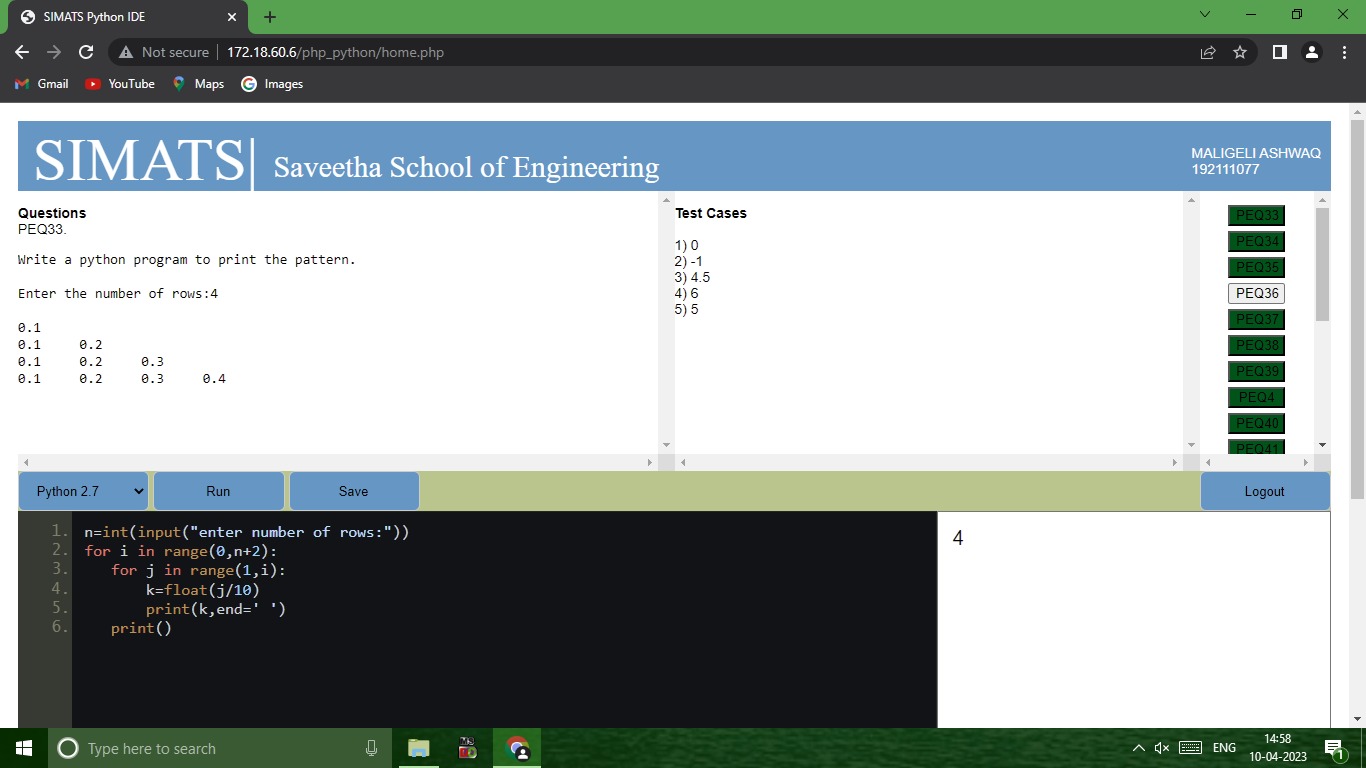 SIMATS Python IDE
Not secure 172.18.60.6/php_python/home.php
Gmail YouTube Maps Images
SIMATS| Saveetha School of Engineering
MALIGELI ASHWAQ
192111077
Questions
PEQ33.
Write a python program to print the pattern.
Enter the number of rows:4
0.1
0.1 0.2
0.1 0.2 0.3
0.1 0.2 0.3 0.4
Test Cases
1) 0
2) -1
3) 4.5
4) 6
5) 5
PEQ33
PEQ34
PEQ35
PEQ36
PEQ37
PEQ38
PEQ39
PEQ4
PEQ40
PEQ41
Python 2.7 Run Save Logout
1. n=int(input("enter number of rows:"))
2. for i in range(0,n+2):
3. for j in range(1,i):
4. k=float(j/10)
5. print(k,end=' ')
6. print()
4
Type here to search
ENG
14:58
10-04-2023
1